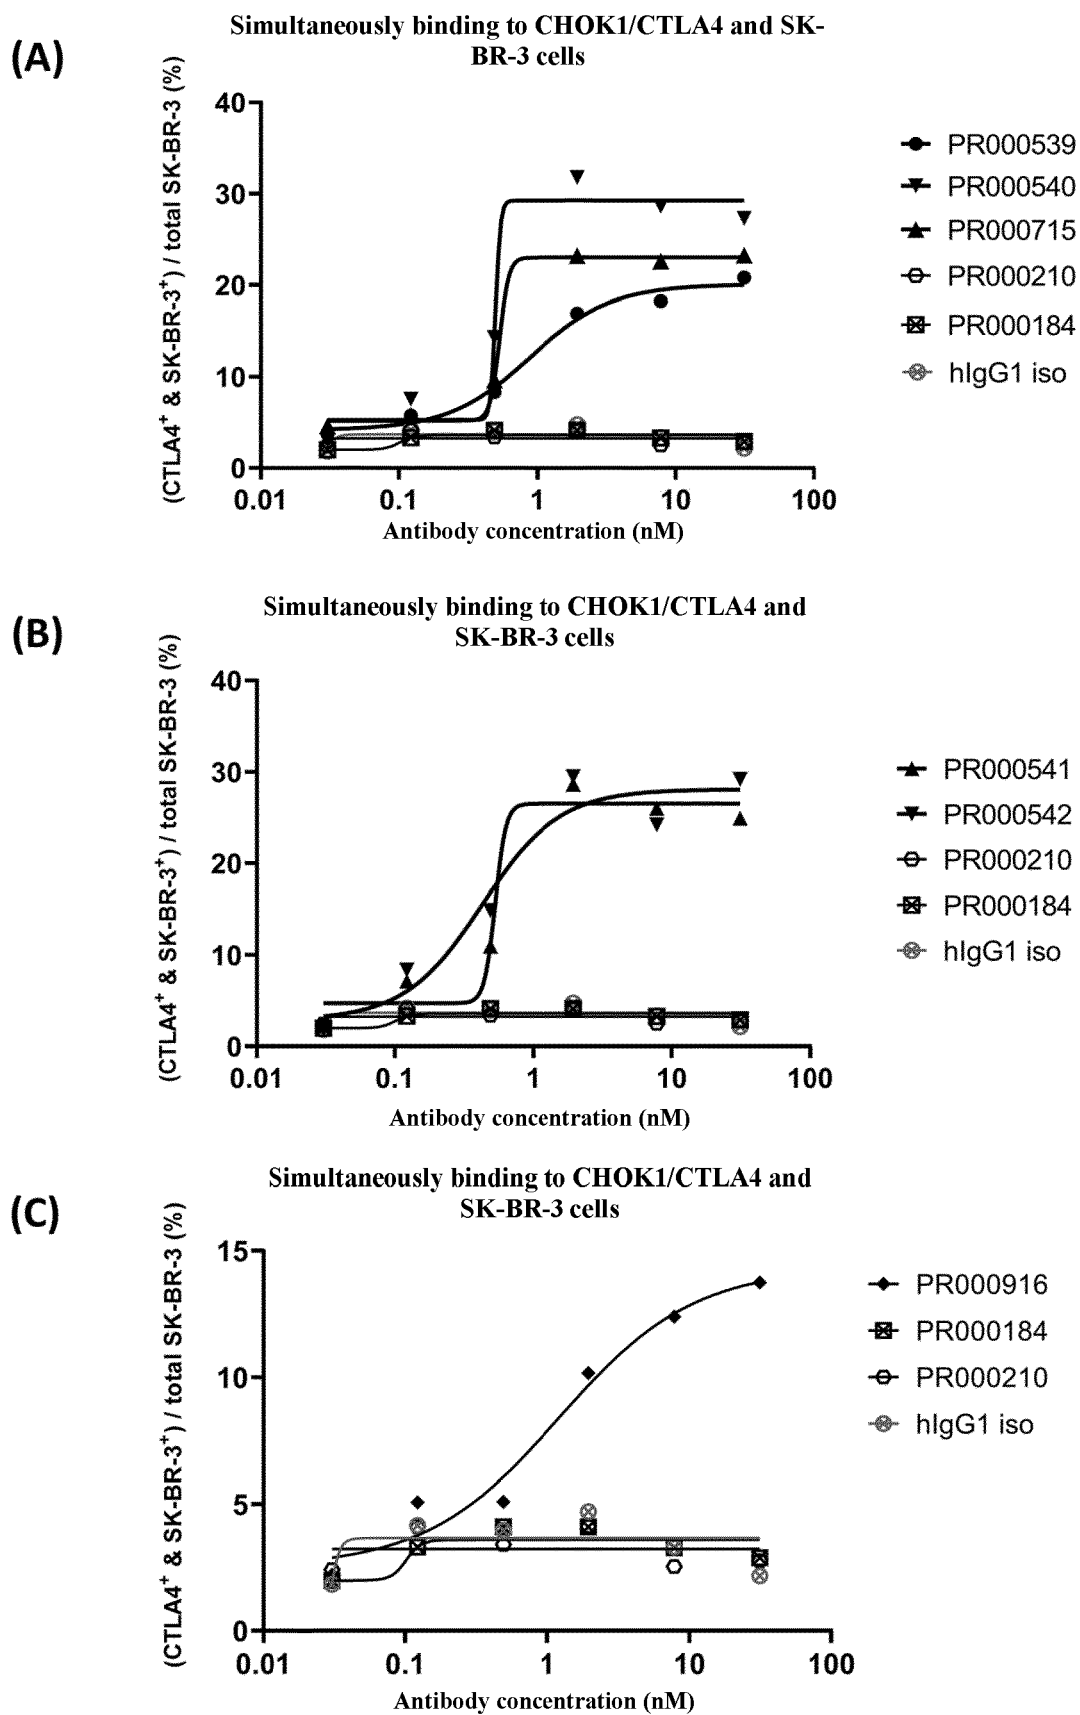 (A)
Simultaneously binding to CHOK1/CTLA4 and SK-
BR-3 cells
(CTLA4+ & SK-BR-3+) / total SK-BR-3 (%)
40
30
20
10
0
0.01 0.1 1 10 100
Antibody concentration (nM)
PR000539
PR000540
PR000715
PR000210
PR000184
hIgG1 iso
(B)
Simultaneously binding to CHOK1/CTLA4 and
SK-BR-3 cells
(CTLA4+ & SK-BR-3+) / total SK-BR-3 (%)
40
30
20
10
0
0.01 0.1 1 10 100
Antibody concentration (nM)
PR000541
PR000542
PR000210
PR000184
hIgG1 iso
(C)
Simultaneously binding to CHOK1/CTLA4 and
SK-BR-3 cells
(CTLA4+ & SK-BR-3+) / total SK-BR-3 (%)
15
10
5
0
0.01 0.1 1 10 100
Antibody concentration (nM)
PR000916
PR000184
PR000210
hIgG1 iso